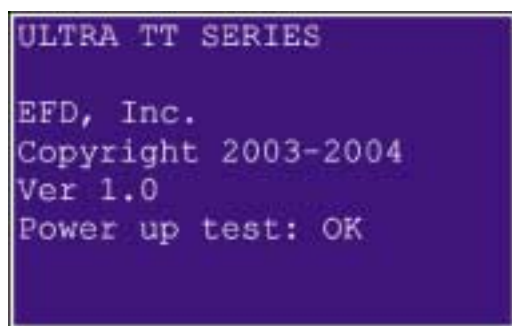 ULTRA TT SERIES
EFD, Inc.
Copyright 2003-2004
Ver 1.0
Power up test: OK